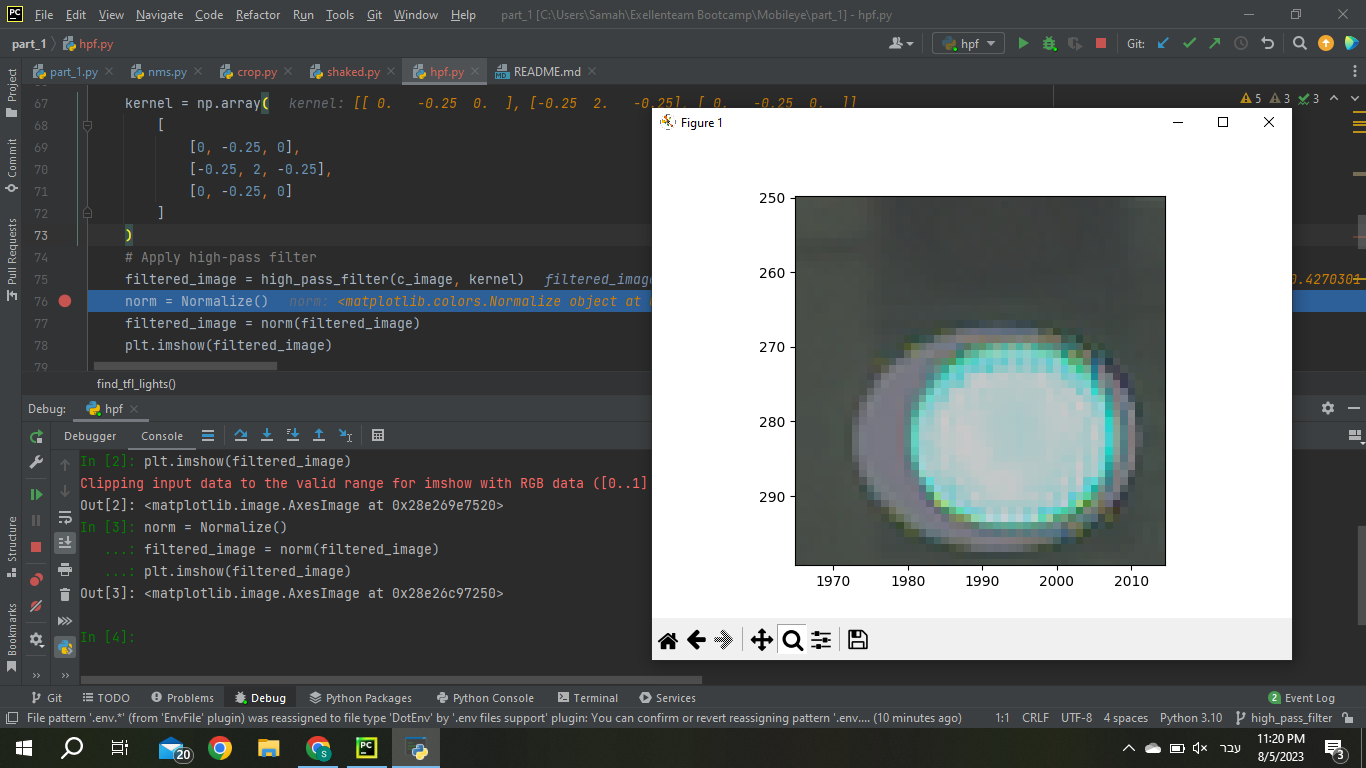 File Edit View Navigate Code Refactor Run Tools Git Window Help part_1 [C:\Users\Samah\Exellenteam Bootcamp\Mobileye\part_1] - hpf.py
part_1 hpf.py hpf Git:
part_1.py nms.py crop.py shaked.py hpf.py README.md
Project
Commit
Pull Requests
Structure
Bookmarks
67 kernel = np.array( kernel: [[ 0. -0.25 0. ], [-0.25 2. -0.25], [ 0. -0.25 0. ]]
5 3 3
68 [
69 [0, -0.25, 0],
70 [-0.25, 2, -0.25],
71 [0, -0.25, 0]
72 ]
73 )
74 # Apply high-pass filter
75 filtered_image = high_pass_filter(c_image, kernel) filtered_image
0.4270301
76 norm = Normalize() norm: <matplotlib.colors.Normalize object at
77 filtered_image = norm(filtered_image)
78 plt.imshow(filtered_image)
79
find_tfl_lights()
Debug: hpf
Debugger Console
In [2]: plt.imshow(filtered_image)
Clipping input data to the valid range for imshow with RGB data ([0..1]
Out[2]: <matplotlib.image.AxesImage at 0x28e269e7520>
In [3]: norm = Normalize()
...: filtered_image = norm(filtered_image)
...: plt.imshow(filtered_image)
Out[3]: <matplotlib.image.AxesImage at 0x28e26c97250>
In [4]:
Figure 1
250
260
270
280
290
1970 1980 1990 2000 2010
Git TODO Problems Debug Python Packages Python Console Terminal Services 2 Event Log
File pattern '.env.*' (from 'EnvFile' plugin) was reassigned to file type 'DotEnv' by '.env files support' plugin: You can confirm or revert reassigning pattern '.env.... (10 minutes ago) 1:1 CRLF UTF-8 4 spaces Python 3.10 high_pass_filter
20
עבר
11:20 PM
8/5/2023
3